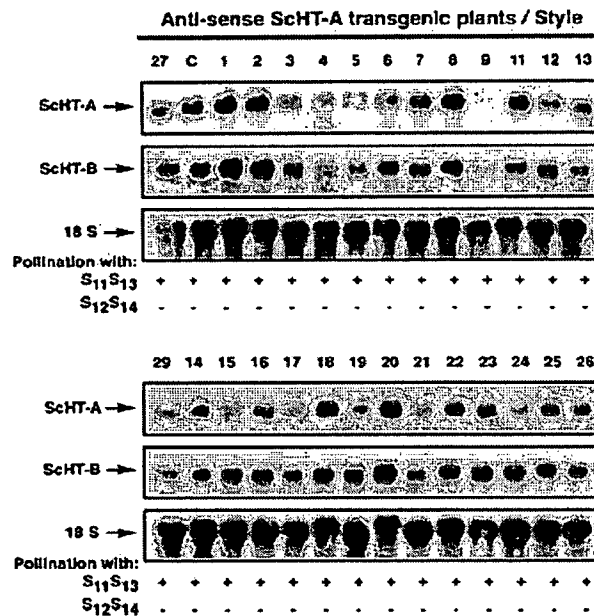 Anti-sense ScHT-A transgenic plants / Style
27 C 1 2 3 4 5 6 7 8 9 11 12 13
ScHT-A →
ScHT-B →
18 S →
Pollination with:
S11S13 + + + + + + + + + + + + + +
S12S14 - - - - - - - - - - - - - -
29 14 15 16 17 18 19 20 21 22 23 24 25 26
ScHT-A →
ScHT-B →
18 S →
Pollination with:
S11S13 + + + + + + + + + + + + + +
S12S14 - - - - - - - - - - - - - -